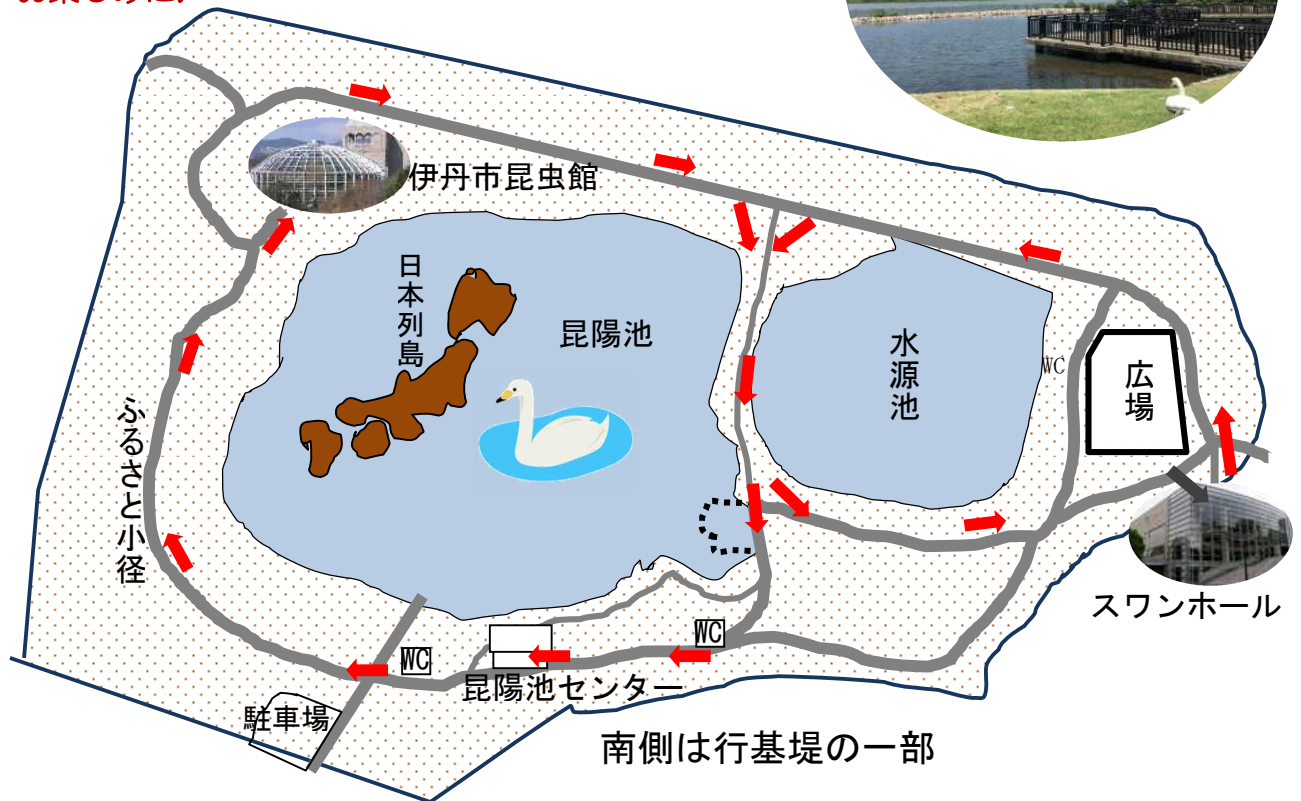 伊丹市昆虫館
日本列島
昆陽池
水源池
WC
広場
ふるさと小径
スワンホール
WC
WC
昆陽池センター
駐車場
南側は行基堤の一部